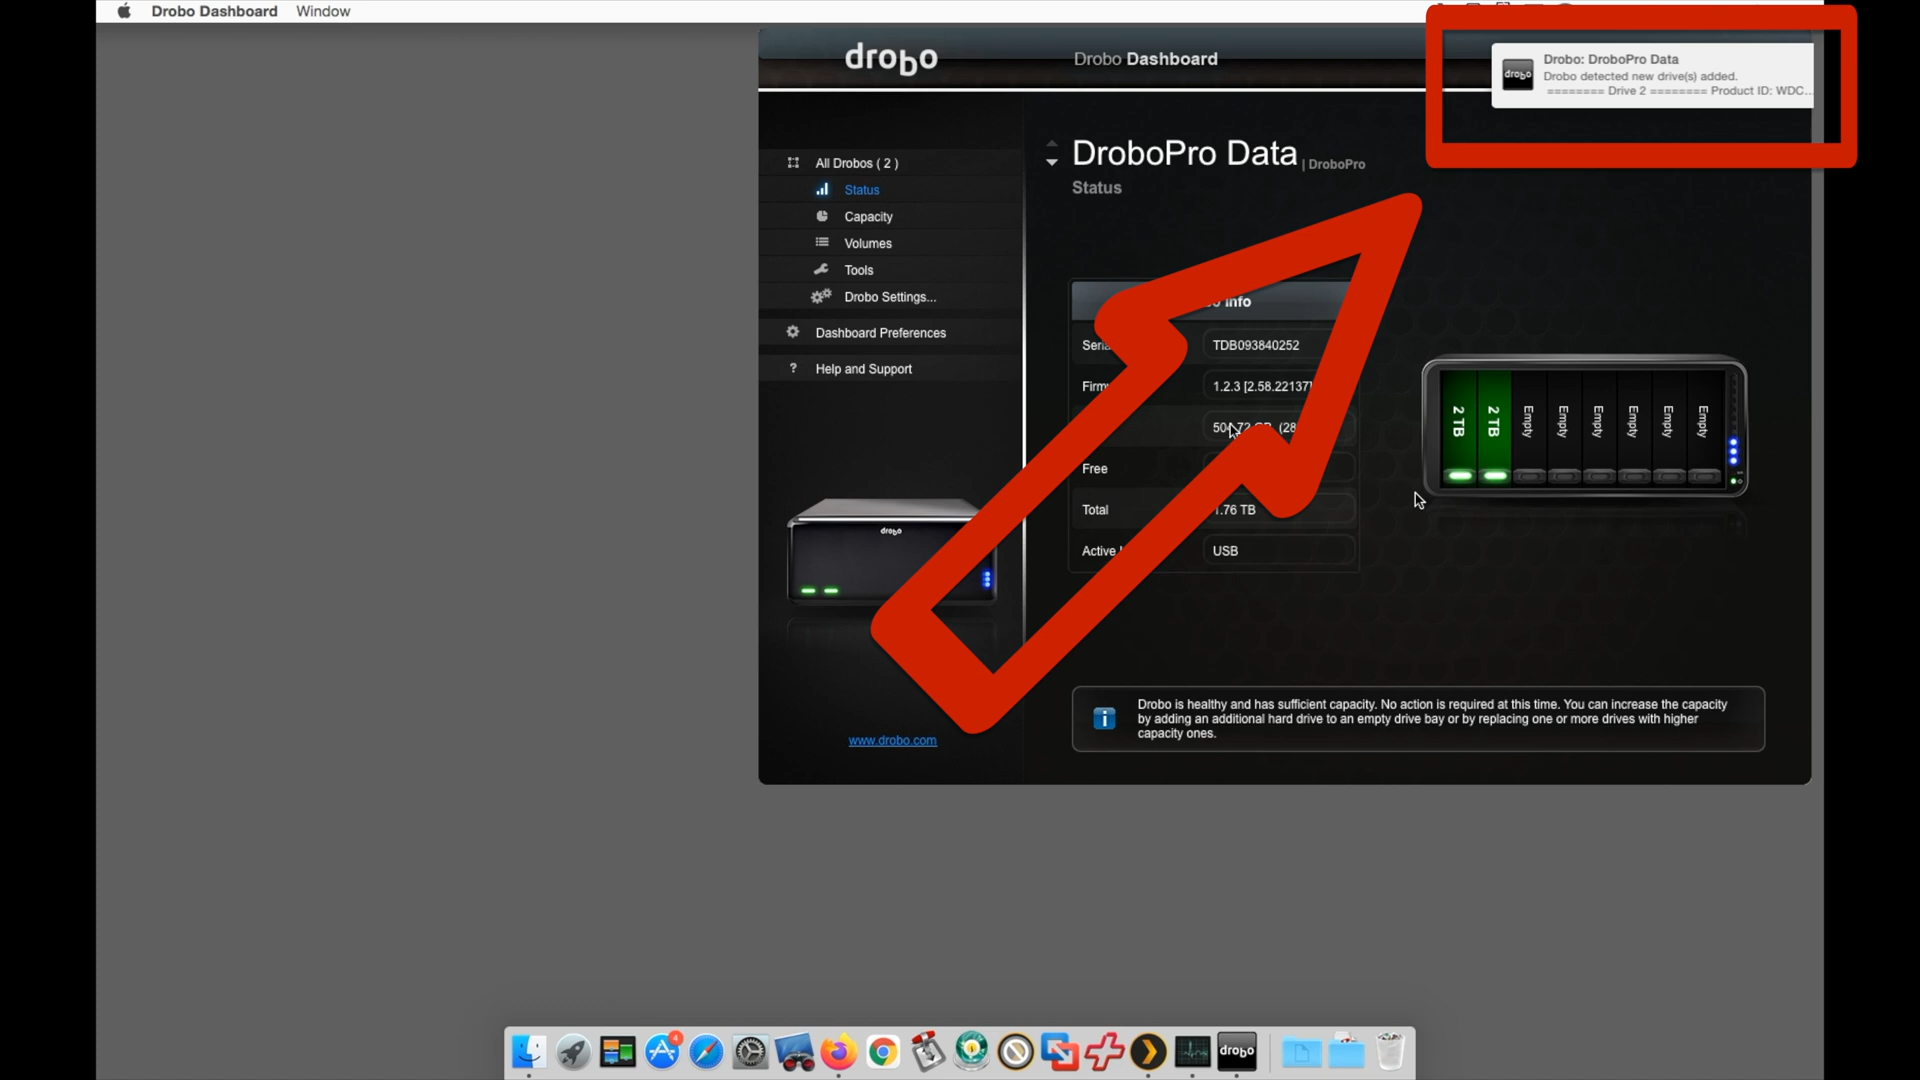 Drobo Dashboard Window
drobo
Drobo Dashboard
Drobo: DroboPro Data
Drobo detected new drive(s) added.
======== Drive 2 ======== Product ID: WDC...
drobo
All Drobos ( 2 )
Status
Capacity
Volumes
Tools
Drobo Settings...
Dashboard Preferences
? Help and Support
drobo
www.drobo.com
DroboPro Data | DroboPro
Status
Info
TDB093840252
1.2.3 [2.58.22137]
Free
Total 1.76 TB
Active USB
2 TB
2 TB
Empty
Empty
Empty
Empty
Empty
Empty
Drobo is healthy and has sufficient capacity. No action is required at this time. You can increase the capacity
by adding an additional hard drive to an empty drive bay or by replacing one or more drives with higher
capacity ones.
4
drobo